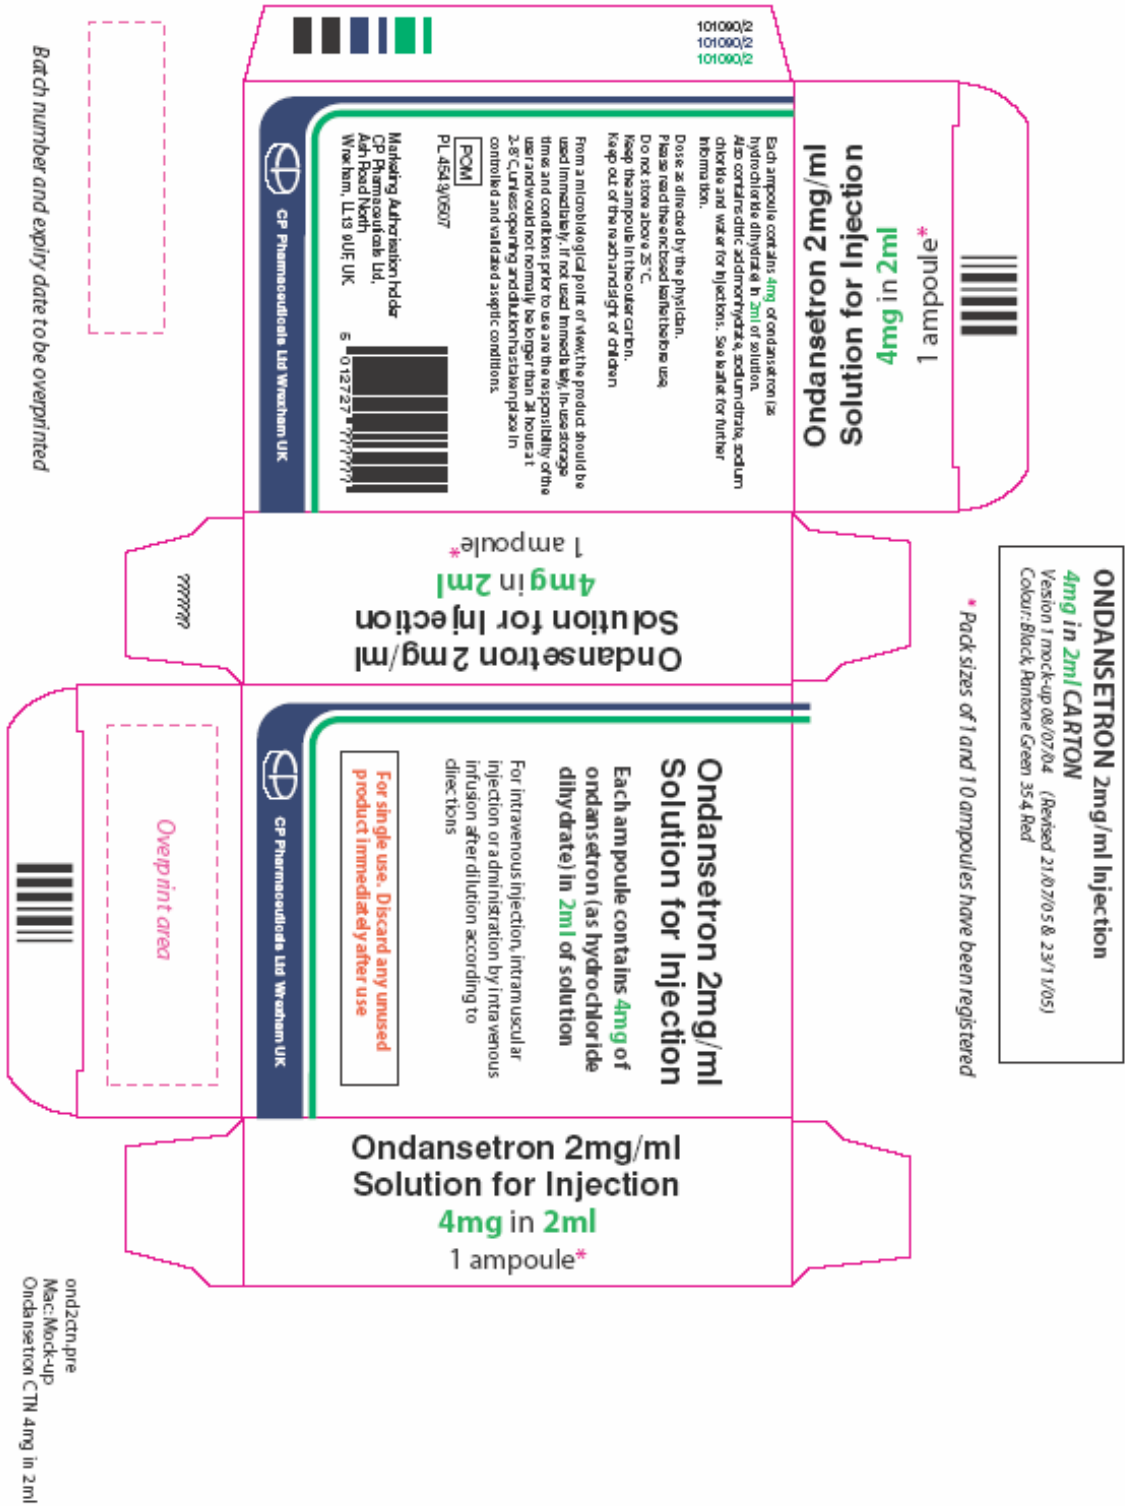 ONDANSETRON 2mg/ml Injection
4mg in 2ml CARTON
Version 1 mock-up 08/07/04 (Revised 21/07/05 & 23/11/05)
Colour: Black, Pantone Green 354, Red
* Pack sizes of 1 and 10 ampoules have been registered
101090/2
101090/2
101090/2
1 ampoule*
4mg in 2ml
Solution for Injection
Ondansetron 2mg/ml
Each ampoule contains 4mg of ondansetron (as
hydrochloride dihydrate) in 2ml of solution.
Also contains citric acid monohydrate, sodium citrate, sodium
chloride and water for injections. See leaflet for further
information.
Dose: as directed by the physician.
Please read the enclosed leaflet before use.
Do not store above 25°C.
Keep the ampoule in the outer carton.
Keep out of the reach and sight of children
From a microbiological point of view, the product should be
used immediately. If not used immediately, in-use storage
times and conditions prior to use are the responsibility of the
user and would not normally be longer than 24 hours at
2-8°C, unless opening and dilution has taken place in
controlled and validated aseptic conditions.
POM
PL 4543/0507
Marketing Authorisation holder
CP Pharmaceuticals Ltd,
Ash Road North
Wrexham, LL13 9UF, UK
5 012727 ???????
CP Pharmaceuticals Ltd Wrexham UK
Batch number and expiry date to be overprinted
Ondansetron 2mg/ml
Solution for Injection
4mg in 2ml
1 ampoule*
???????
Ondansetron 2mg/ml
Solution for Injection
Each ampoule contains 4mg of
ondansetron (as hydrochloride
dihydrate) in 2ml of solution
For intravenous injection, intramuscular
injection or administration by intravenous
infusion after dilution according to
directions
For single use. Discard any unused
product immediately after use
CP Pharmaceuticals Ltd Wrexham UK
Overprint area
Ondansetron 2mg/ml
Solution for Injection
4mg in 2ml
1 ampoule*
ond2ctn.pre
Mac: Mock-up
Ondansetron CTN 4mg in 2ml